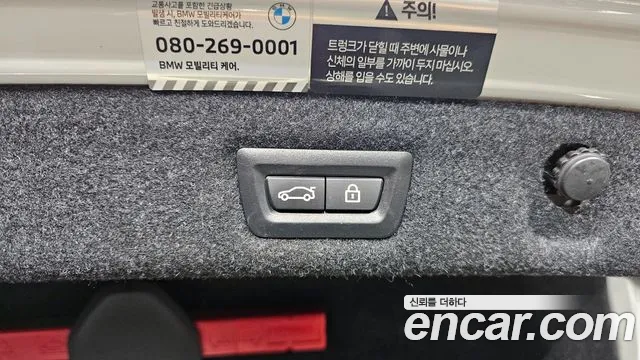 교통사고를 포함한 긴급상황
발생 시, BMW 모빌리티케어가
빠르고 친절하게 도와드리겠습니다.
080-269-0001
BMW 모빌리티 케어.
주의!
트렁크가 닫힐 때 주변에 사물이나
신체의 일부를 가까이 두지 마십시오.
상해를 입을 수도 있습니다.
신뢰를 더하다
encar.com